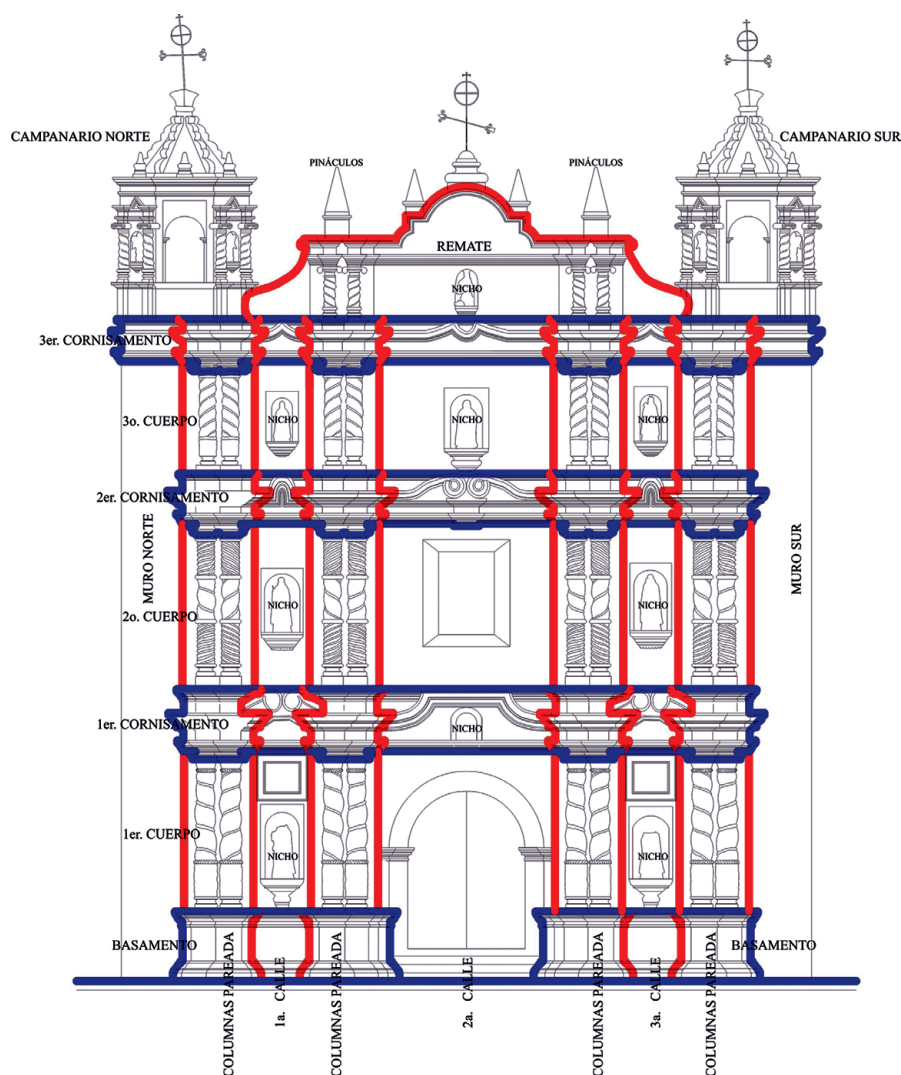 CAMPANARIO NORTE
CAMPANARIO SUR
PINÁCULOS
PINÁCULOS
REMATE
NICHO
3er. CORNISAMENTO
3o. CUERPO
NICHO
NICHO
NICHO
2er. CORNISAMENTO
MURO NORTE
MURO SUR
2o. CUERPO
NICHO
NICHO
1er. CORNISAMENTO
NICHO
1er. CUERPO
NICHO
NICHO
BASAMENTO
BASAMENTO
COLUMNAS PAREADA
1a. CALLE
COLUMNAS PAREADA
2a. CALLE
COLUMNAS PAREADA
3a. CALLE
COLUMNAS PAREADA